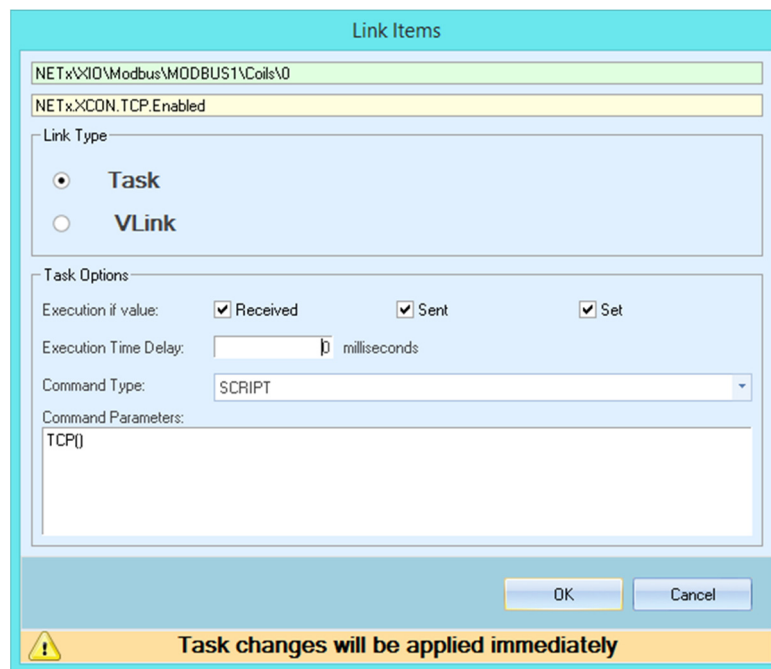 Link Items
NETx\XIO\Modbus\MODBUS1\Coils\0
NETx.XCON.TCP.Enabled
Link Type
Task
VLink
Task Options
Execution if value: Received Sent Set
Execution Time Delay: 0 milliseconds
Command Type: SCRIPT
Command Parameters:
TCP()
OK Cancel
Task changes will be applied immediately